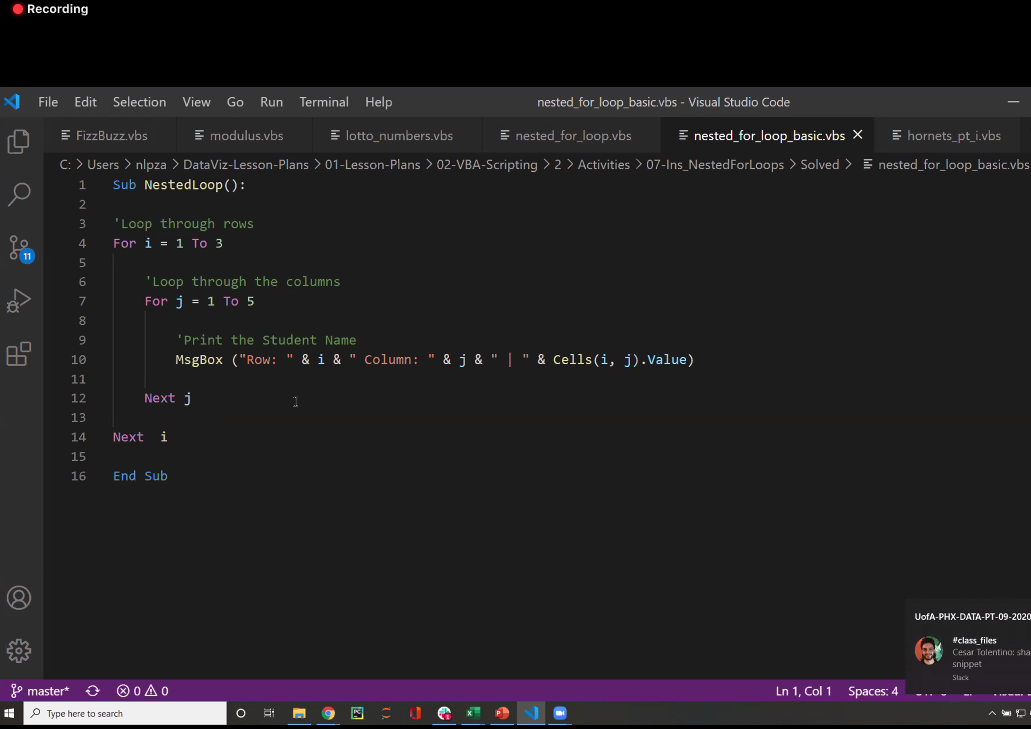 Recording
File Edit Selection View Go Run Terminal Help nested_for_loop_basic.vbs - Visual Studio Code
FizzBuzz.vbs modulus.vbs lotto_numbers.vbs nested_for_loop.vbs nested_for_loop_basic.vbs hornets_pt_i.vbs
C: > Users > nlpza > DataViz-Lesson-Plans > 01-Lesson-Plans > 02-VBA-Scripting > 2 > Activities > 07-Ins_NestedForLoops > Solved > nested_for_loop_basic.vbs
1 Sub NestedLoop():
2
3 'Loop through rows
4 For i = 1 To 3
5
6 'Loop through the columns
7 For j = 1 To 5
8
9 'Print the Student Name
10 MsgBox ("Row: " & i & " Column: " & j & " | " & Cells(i, j).Value)
11
12 Next j
13
14 Next  i
15
16 End Sub
11
UofA-PHX-DATA-PT-09-2020
#class_files
Cesar Tolentino: sha
snippet
Slack
master* 0 0 Ln 1, Col 1 Spaces: 4
Type here to search